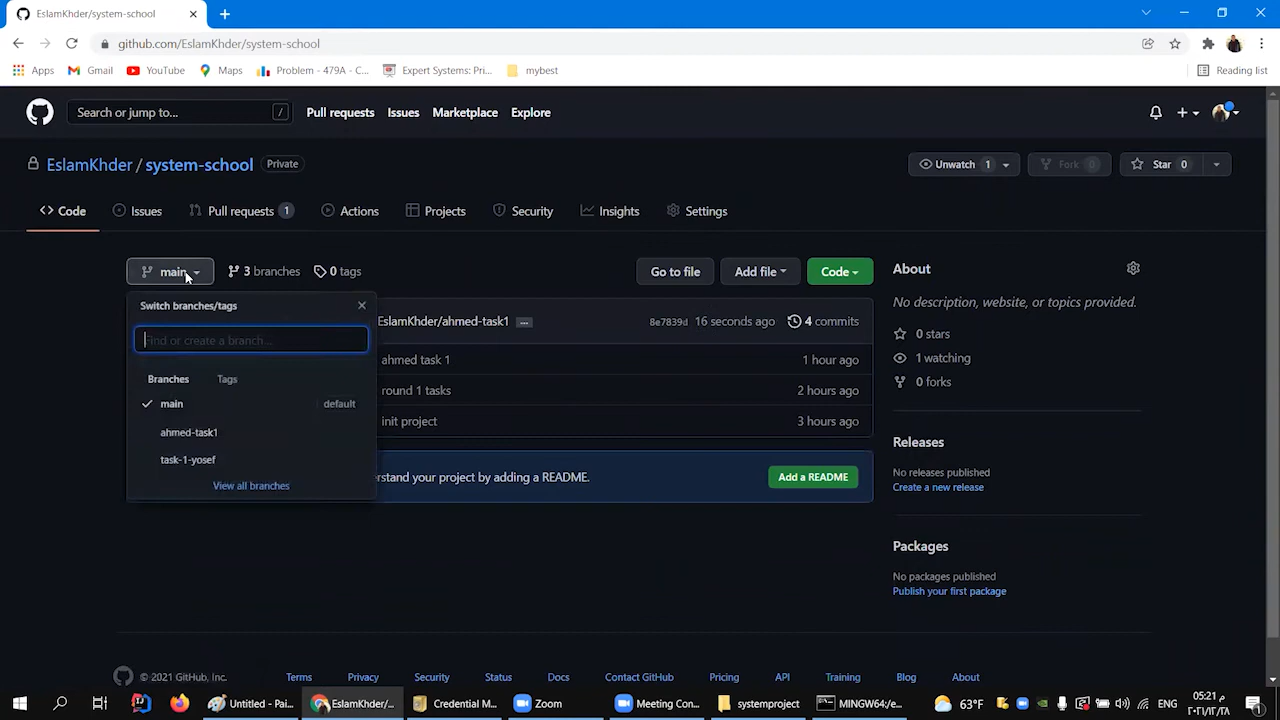 EslamKhder/system-school
github.com/EslamKhder/system-school
Apps
Gmail
YouTube
Maps
Problem - 479A - C...
Expert Systems: Pri...
mybest
Reading list
Search or jump to...
/
Pull requests
Issues
Marketplace
Explore
EslamKhder / system-school
Private
Unwatch 1
Fork 0
Star 0
<> Code
Issues
Pull requests 1
Actions
Projects
Security
Insights
Settings
main
3 branches
0 tags
Go to file
Add file
Code
About
No description, website, or topics provided.
Switch branches/tags
Find or create a branch...
Branches
Tags
main
default
ahmed-task1
task-1-yosef
View all branches
EslamKhder/ahmed-task1
...
8e7839d
16 seconds ago
4 commits
ahmed task 1
1 hour ago
round 1 tasks
2 hours ago
init project
3 hours ago
erstand your project by adding a README.
Add a README
0 stars
1 watching
0 forks
Releases
No releases published
Create a new release
Packages
No packages published
Publish your first package
© 2021 GitHub, Inc.
Terms
Privacy
Security
Status
Docs
Contact GitHub
Pricing
API
Training
Blog
About
Untitled - Pai...
EslamKhder/...
Credential M...
Zoom
Meeting Con...
systemproject
MINGW64:/e...
63°F
ENG
05:21 م
1